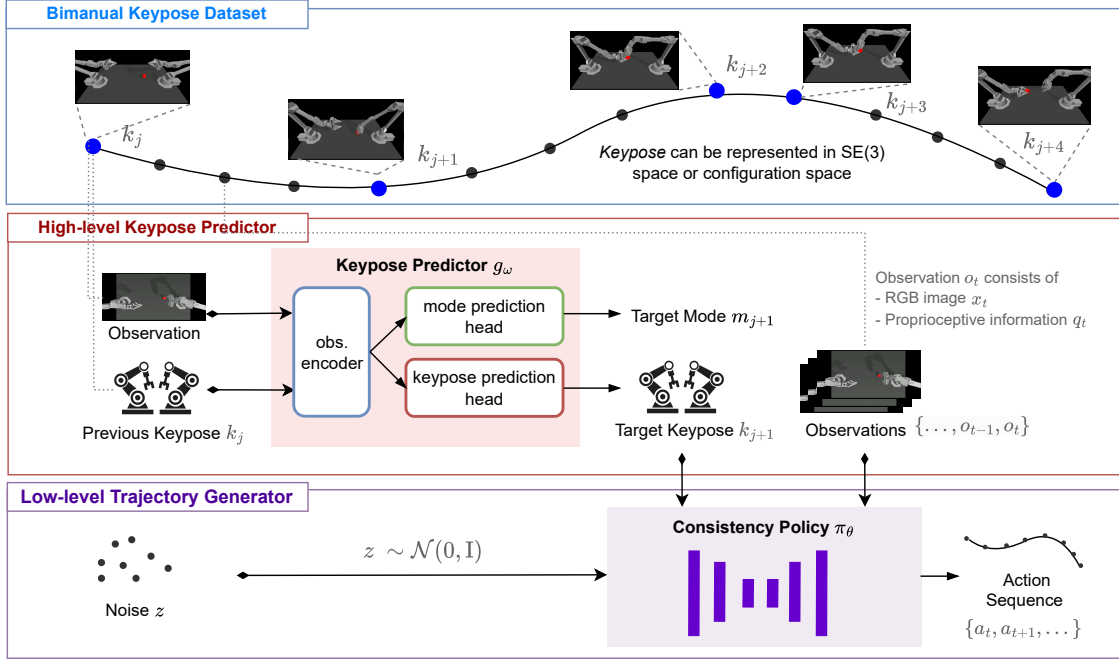 Bimanual Keypose Dataset
k_j
k_{j+1}
k_{j+2}
k_{j+3}
k_{j+4}
Keypose can be represented in SE(3)
space or configuration space
High-level Keypose Predictor
Observation
Previous Keypose k_j
Keypose Predictor g_ω
obs.
encoder
mode prediction
head
keypose prediction
head
Target Mode m_{j+1}
Target Keypose k_{j+1}
Observation o_t consists of
- RGB image x_t
- Proprioceptive information q_t
Observations {..., o_{t-1}, o_t}
Low-level Trajectory Generator
Noise z
z ∼ N(0, I)
Consistency Policy π_θ
Action
Sequence
{a_t, a_{t+1}, ...}